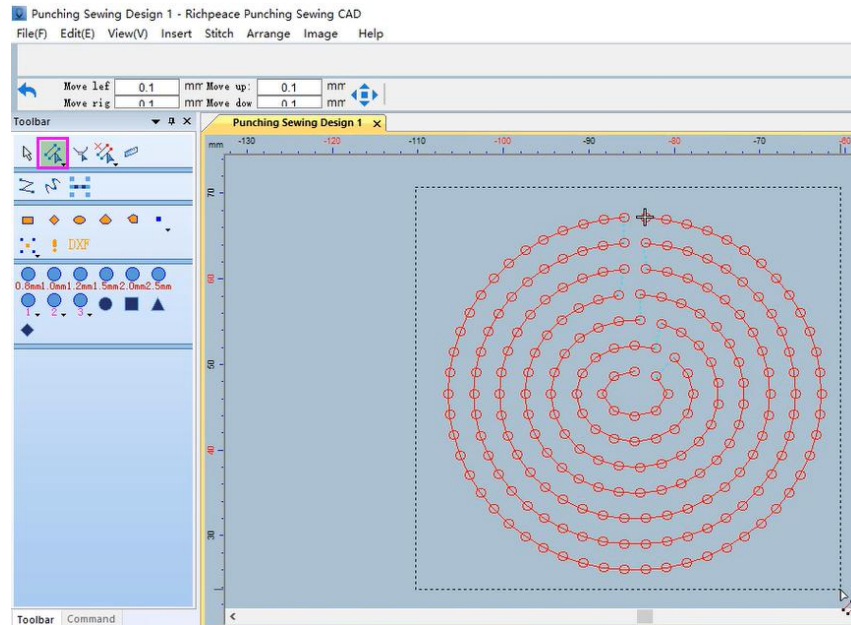 Punching Sewing Design 1 - Richpeace Punching Sewing CAD
File(F) Edit(E) View(V) Insert Stitch Arrange Image Help
Move lef 0.1 mm Move up: 0.1 mm
Move rig 0.1 mm Move dow 0.1 mm
Toolbar
Punching Sewing Design 1 x
mm -130 -120 -110 -100 -90 -80 -70 -60
70
60
50
40
30
DXF
0.8mm1.0mm1.2mm1.5mm2.0mm2.5mm
1 2 3
Toolbar Command